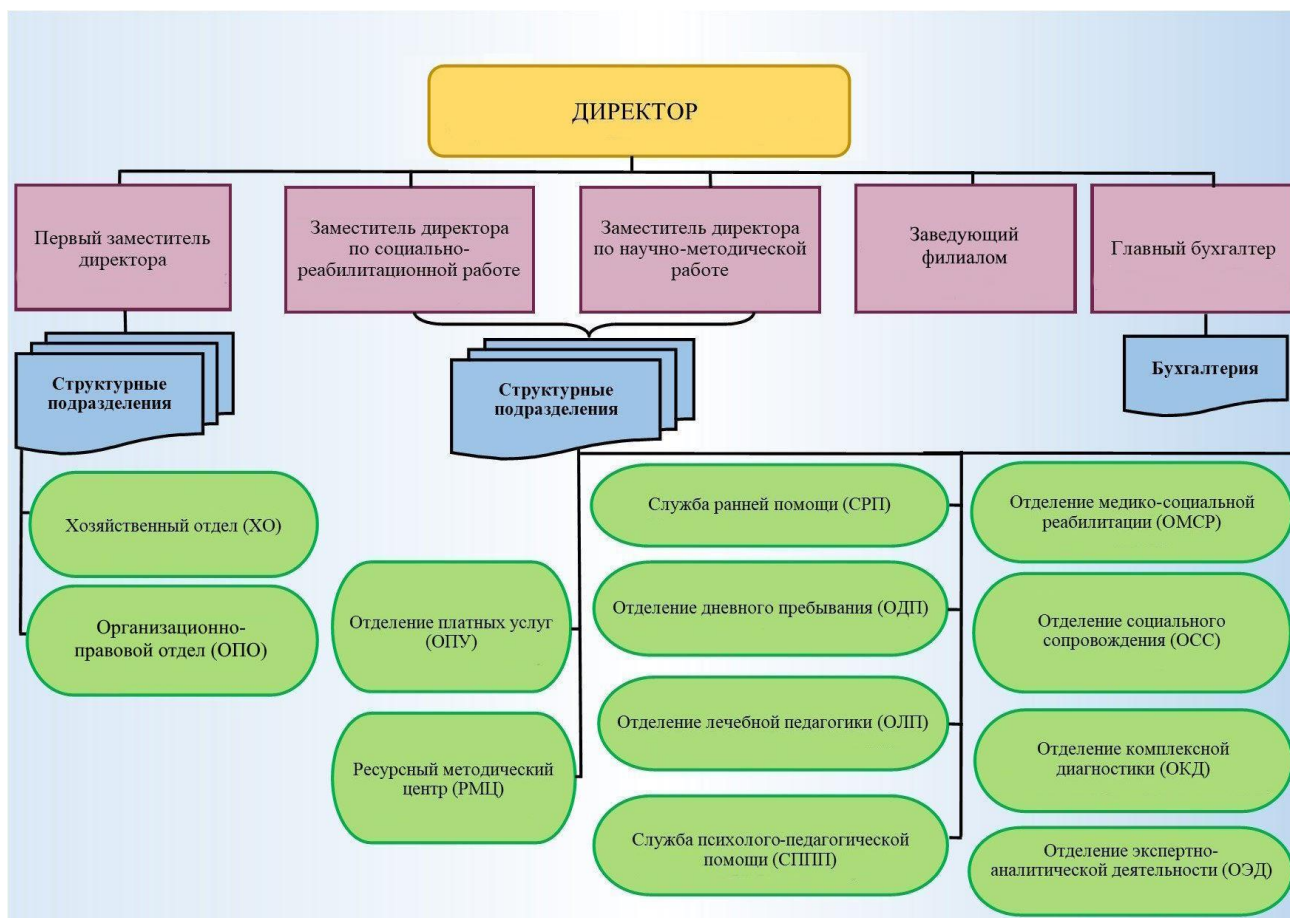 ДИРЕКТОР
Первый заместитель
директора
Заместитель директора
по социально-
реабилитационной работе
Заместитель директора
по научно-методической
работе
Заведующий
филиалом
Главный бухгалтер
Структурные
подразделения
Структурные
подразделения
Бухгалтерия
Хозяйственный отдел (ХО)
Организационно-
правовой отдел (ОПО)
Отделение платных услуг
(ОПУ)
Ресурсный методический
центр (РМЦ)
Служба ранней помощи (СРП)
Отделение дневного пребывания (ОДП)
Отделение лечебной педагогики (ОЛП)
Служба психолого-педагогической
помощи (СППП)
Отделение медико-социальной
реабилитации (ОМСР)
Отделение социального
сопровождения (ОСС)
Отделение комплексной
диагностики (ОКД)
Отделение экспертно-
аналитической деятельности (ОЭД)